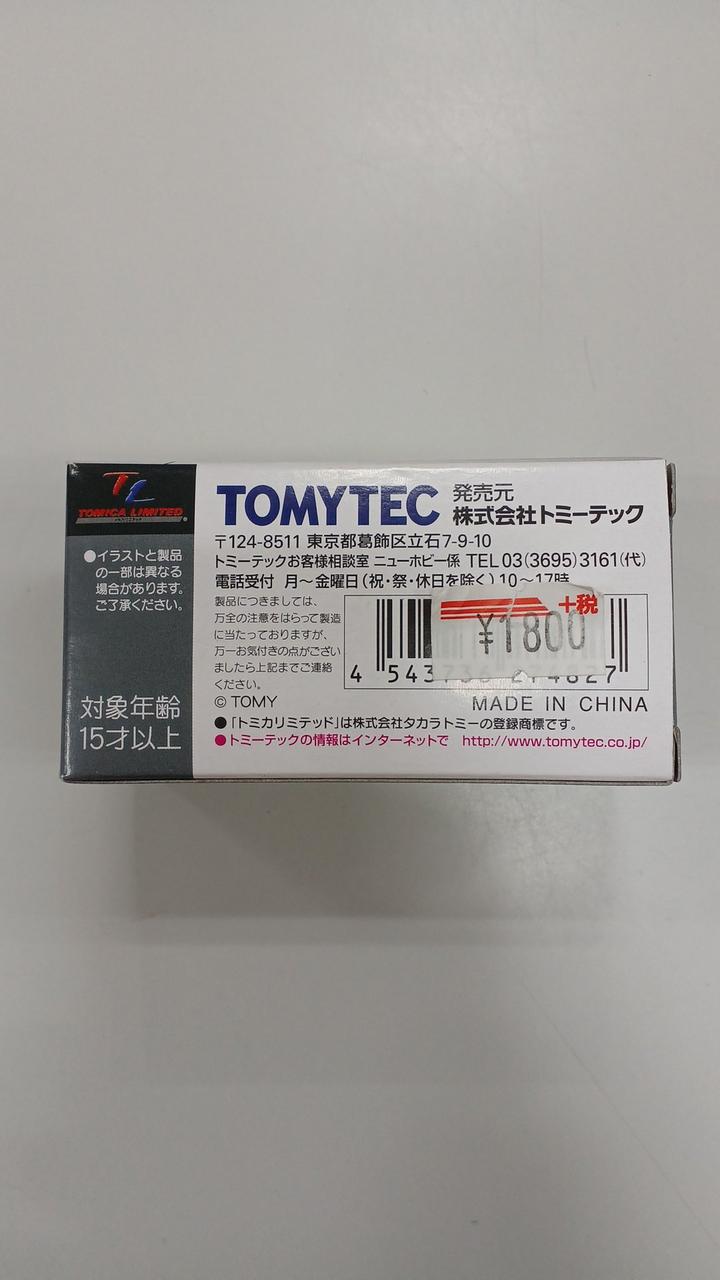 TL
TOMICA LIMITED
トミカリミテッド
®
●イラストと製品
の一部は異なる
場合があります。
ご了承ください。
対象年齢
15才以上
TOMYTEC
発売元
株式会社トミーテック
〒124-8511 東京都葛飾区立石7-9-10
トミーテックお客様相談室 ニューホビー係 TEL 03(3695)3161(代)
電話受付 月〜金曜日(祝・祭・休日を除く)10〜17時
製品につきましては、
万全の注意をはらって製造
に当たっておりますが、
万一お気付きの点がござい
ましたら上記までご連絡
ください。
+税
¥1800
4 543736
© TOMY
MADE IN CHINA
●「トミカリミテッド」は株式会社タカラトミーの登録商標です。
●トミーテックの情報はインターネットで http://www.tomytec.co.jp/